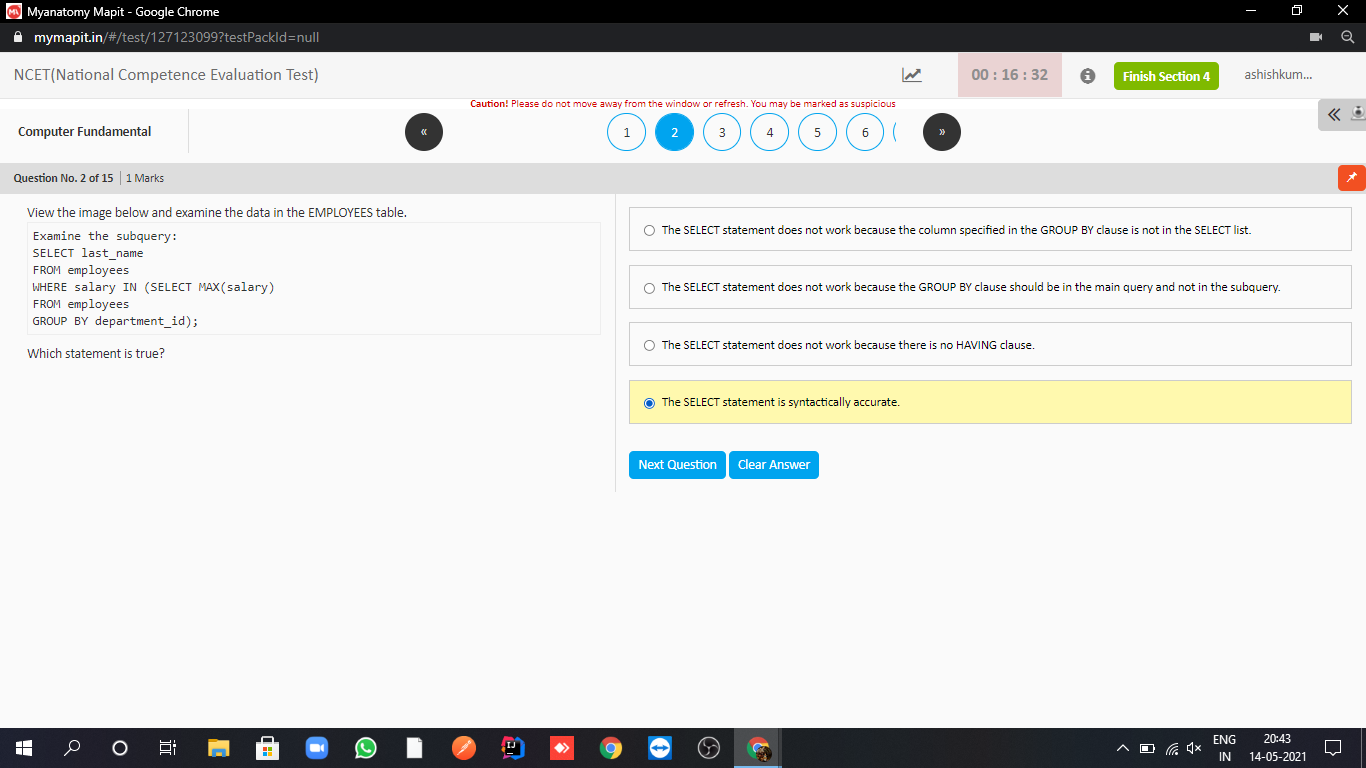 Myanatomy Mapit - Google Chrome
mymapit.in/#/test/127123099?testPackId=null
NCET(National Competence Evaluation Test)
00 : 16 : 32
Finish Section 4
ashishkum...
Caution! Please do not move away from the window or refresh. You may be marked as suspicious
Computer Fundamental
«
1
2
3
4
5
6
»
Question No. 2 of 15 | 1 Marks
View the image below and examine the data in the EMPLOYEES table.
Examine the subquery:
SELECT last_name
FROM employees
WHERE salary IN (SELECT MAX(salary)
FROM employees
GROUP BY department_id);
Which statement is true?
The SELECT statement does not work because the column specified in the GROUP BY clause is not in the SELECT list.
The SELECT statement does not work because the GROUP BY clause should be in the main query and not in the subquery.
The SELECT statement does not work because there is no HAVING clause.
The SELECT statement is syntactically accurate.
Next Question
Clear Answer
ENG
IN
20:43
14-05-2021